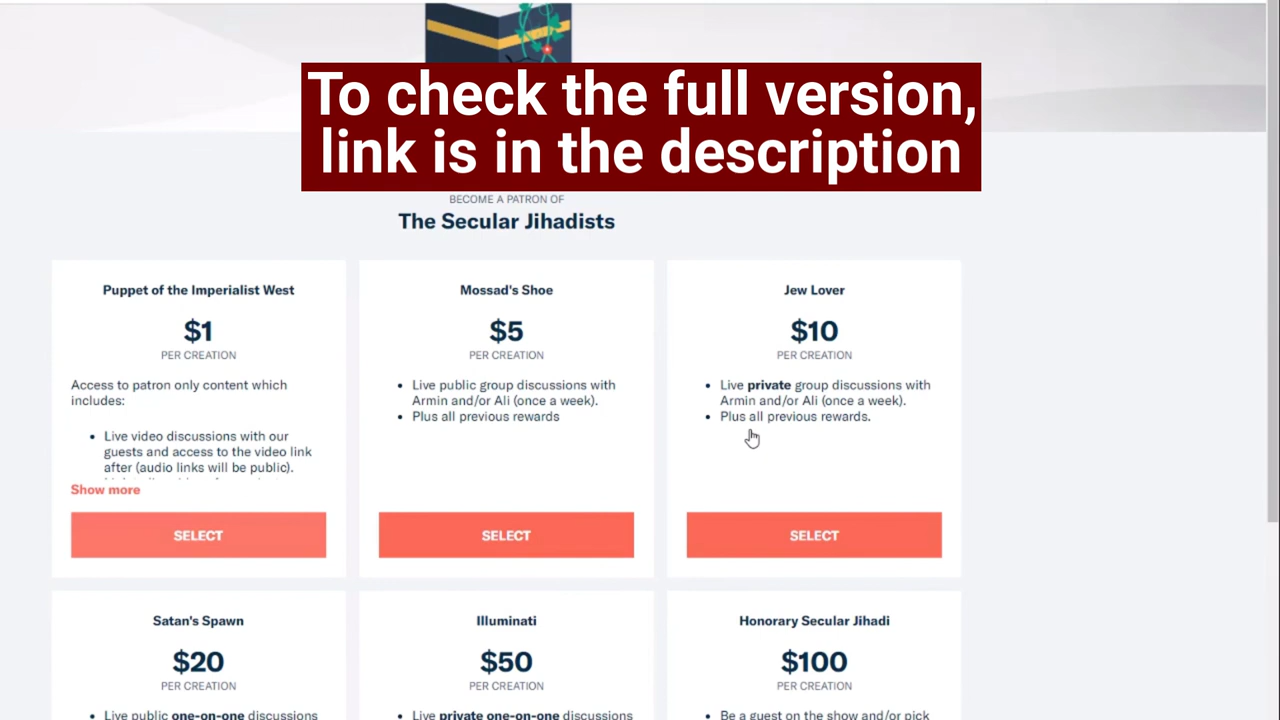 To check the full version,
link is in the description
BECOME A PATRON OF
The Secular Jihadists
Puppet of the Imperialist West
$1
PER CREATION
Access to patron only content which
includes:
• Live video discussions with our
guests and access to the video link
after (audio links will be public).
Show more
SELECT
Mossad's Shoe
$5
PER CREATION
• Live public group discussions with
Armin and/or Ali (once a week).
• Plus all previous rewards
SELECT
Jew Lover
$10
PER CREATION
• Live private group discussions with
Armin and/or Ali (once a week).
• Plus all previous rewards.
SELECT
Satan's Spawn
$20
PER CREATION
• Live public one-on-one discussions
Illuminati
$50
PER CREATION
• Live private one-on-one discussions
Honorary Secular Jihadi
$100
PER CREATION
• Be a guest on the show and/or pick